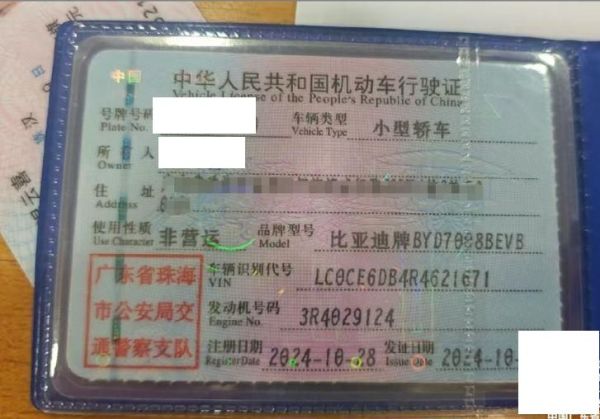 中国
中华人民共和国机动车行驶证
Vehicle License of the People's Republic of China
号牌号码
Plate No.
车辆类型 小型轿车
Vehicle Type
所有人
Owner
住 址
Address
使用性质 非营运 品牌型号 比亚迪牌BYD7008BEVB
Use Character Model
广东省珠海
市公安局交
通警察支队
车辆识别代号 LC0CE6DB4R4621671
VIN
发动机号码 3R4029124
Engine No.
注册日期 2024-10-28 发证日期 2024-10-
Register Date Issue Date